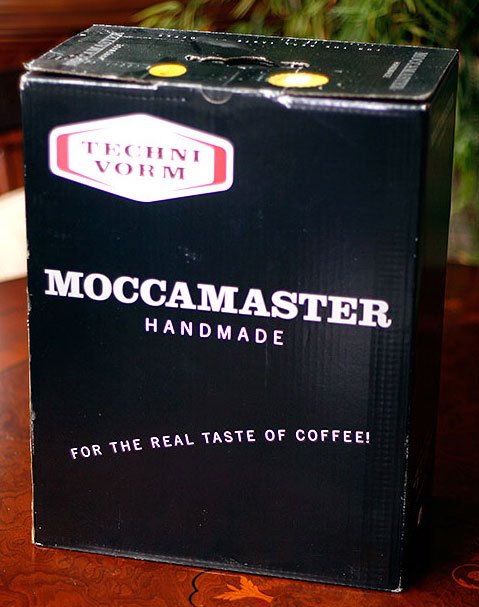 TECHNI
VORM
MOCCAMASTER
HANDMADE
FOR THE REAL TASTE OF COFFEE!